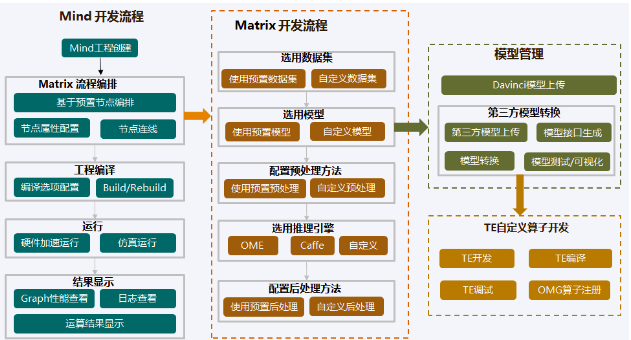 Mind 开发流程
Mind工程创建
Matrix 流程编排
基于预置节点编排
节点属性配置
节点连线
工程编译
编译选项配置
Build/Rebuild
运行
硬件加速运行
仿真运行
结果显示
Graph性能查看
日志查看
运算结果显示
Matrix 开发流程
选用数据集
使用预置数据集
自定义数据集
选用模型
使用预置模型
自定义模型
配置预处理方法
使用预置预处理
自定义预处理
选用推理引擎
OME
Caffe
自定义
配置后处理方法
使用预置后处理
自定义后处理
模型管理
Davinci模型上传
第三方模型转换
第三方模型上传
模型接口生成
模型转换
模型测试/可视化
TE自定义算子开发
TE开发
TE编译
TE调试
OMG算子注册